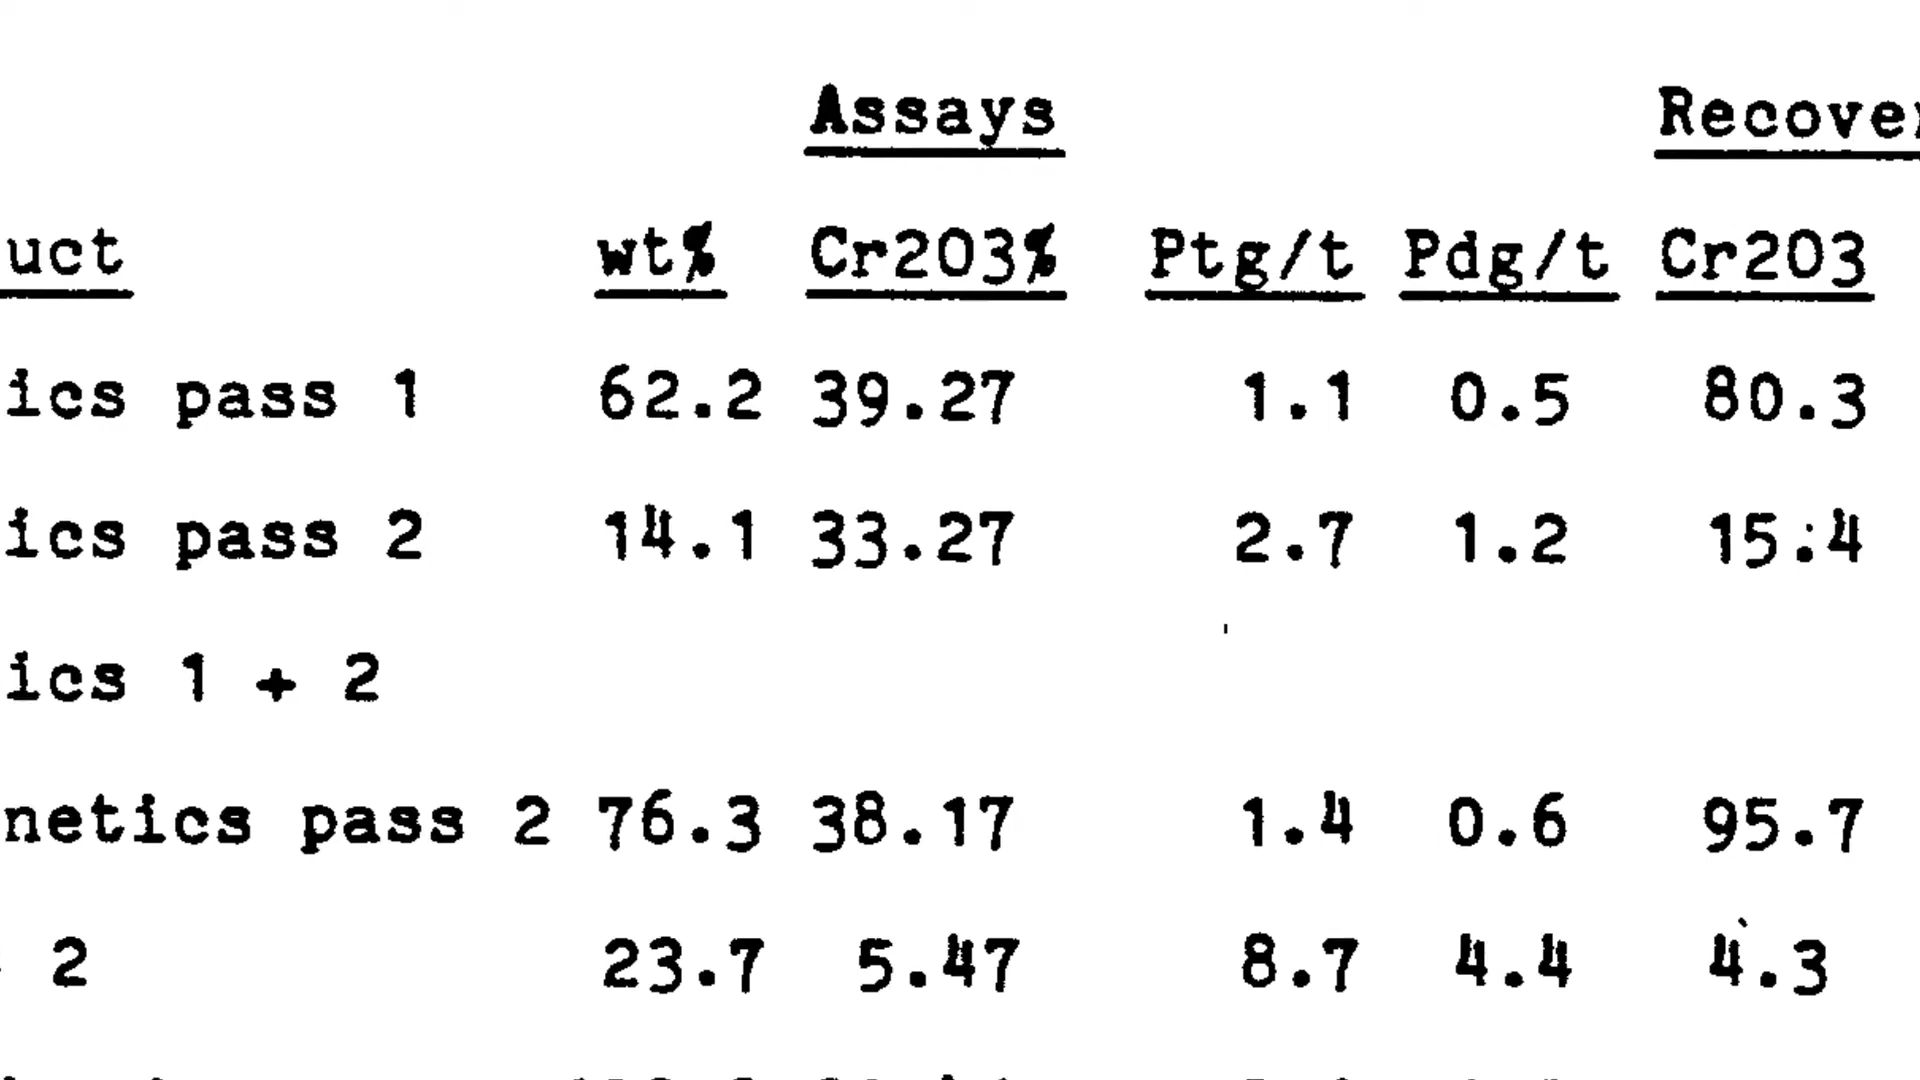 Assays Recover
uct wt% Cr203% Ptg/t Pdg/t Cr203
ics pass 1 62.2 39.27 1.1 0.5 80.3
ics pass 2 14.1 33.27 2.7 1.2 15.4
ics 1 + 2
netics pass 2 76.3 38.17 1.4 0.6 95.7
2 23.7 5.47 8.7 4.4 4.3